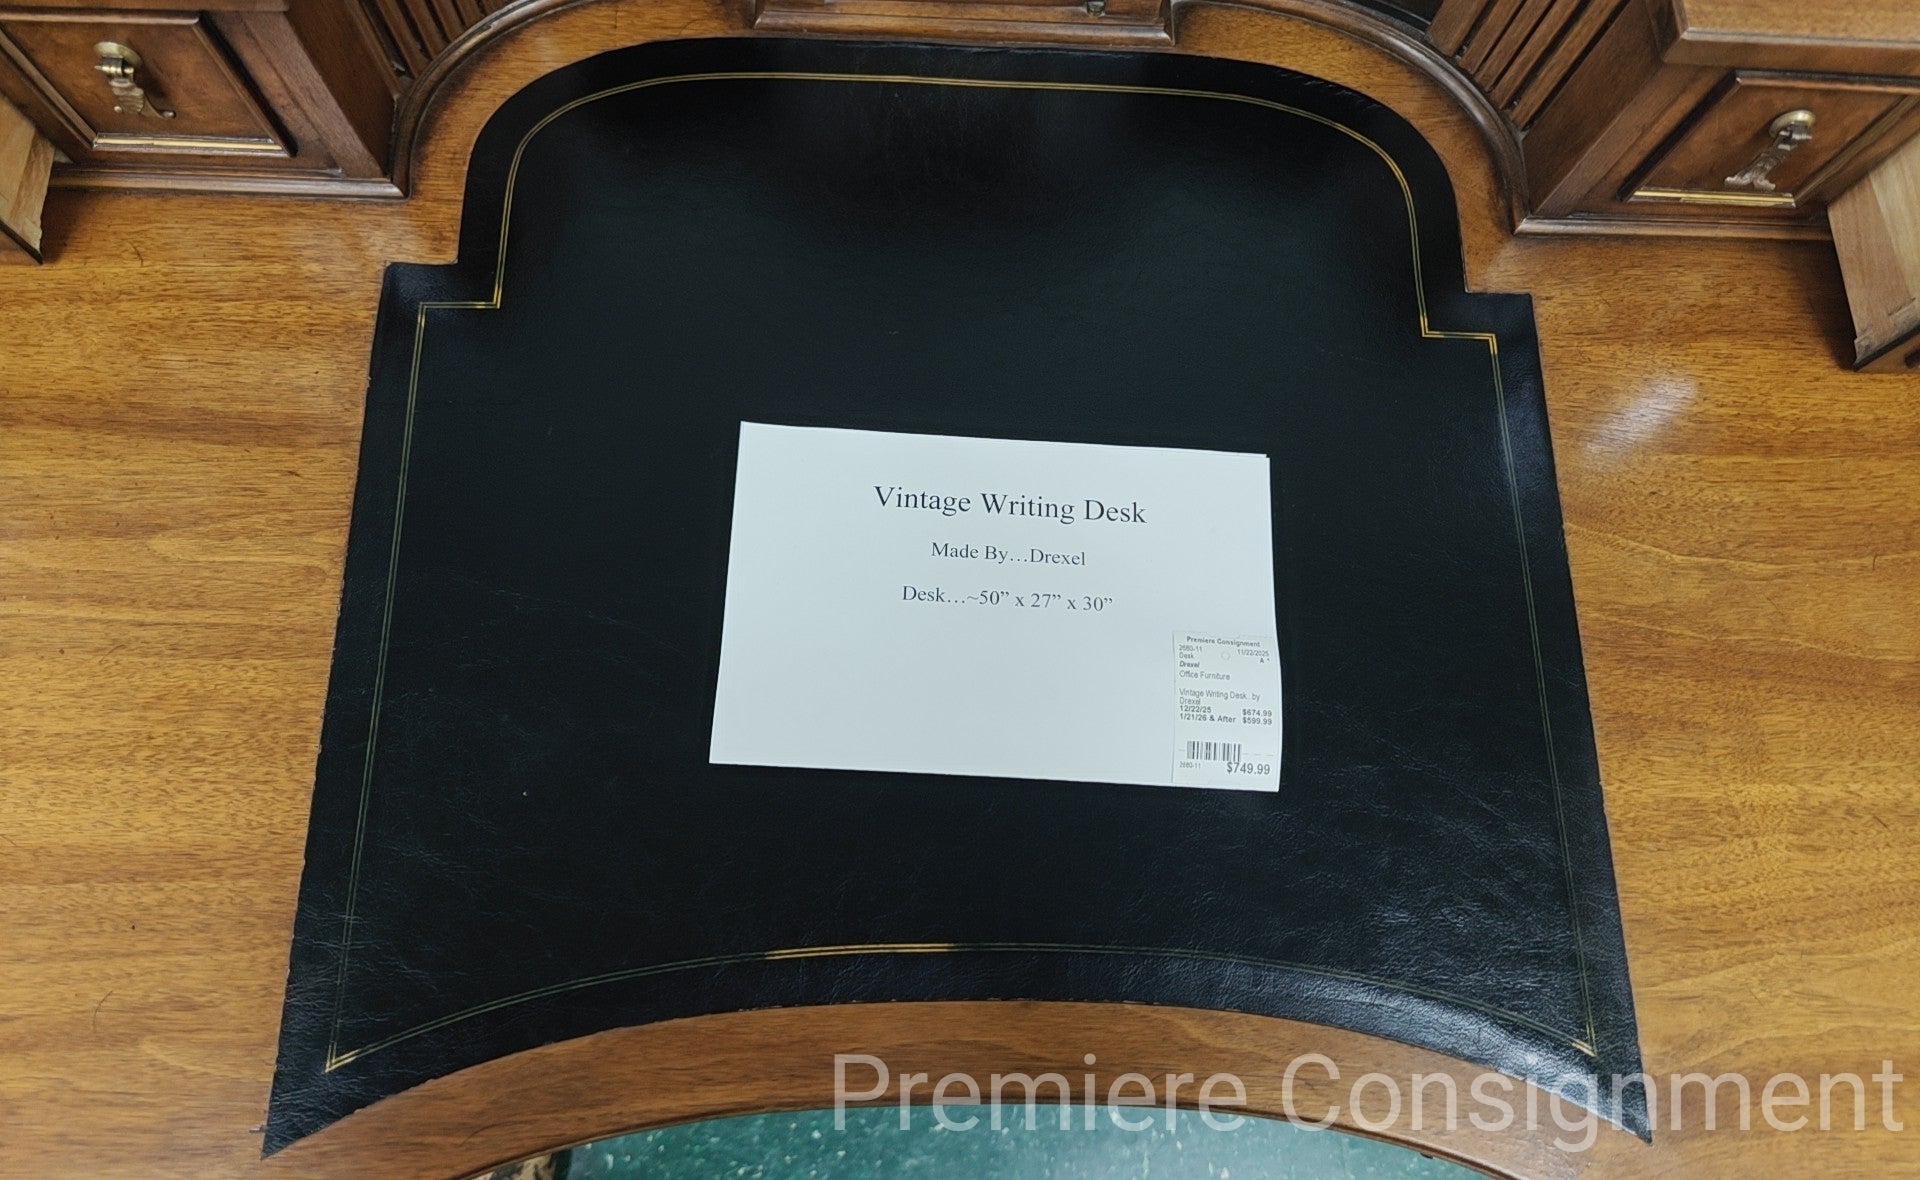 Vintage Writing Desk
Made By…Drexel
Desk…~50” x 27” x 30”
Premiere Consignment
2680-11 11/22/2025
Desk A *
Drexel
Office Furniture
Vintage Writing Desk.. by
Drexel
12/22/25 $674.99
1/21/26 & After $599.99
2680-11 $749.99
Premiere Consignment